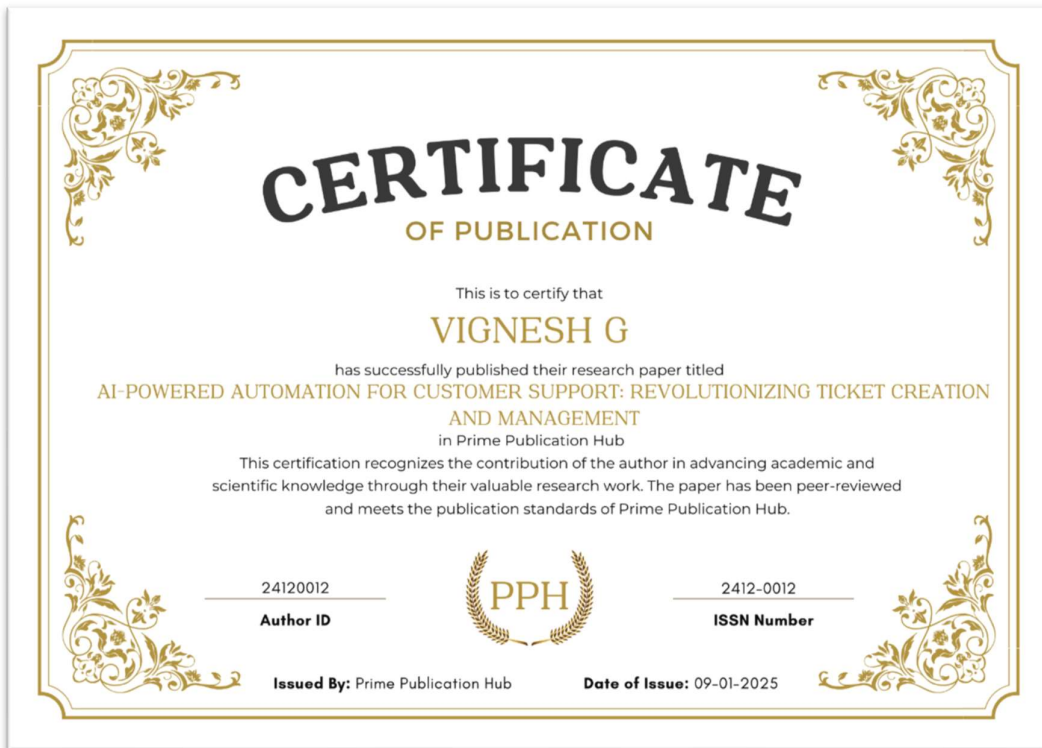 CERTIFICATE
OF PUBLICATION
This is to certify that
VIGNESH G
has successfully published their research paper titled
AI-POWERED AUTOMATION FOR CUSTOMER SUPPORT: REVOLUTIONIZING TICKET CREATION
AND MANAGEMENT
in Prime Publication Hub
This certification recognizes the contribution of the author in advancing academic and
scientific knowledge through their valuable research work. The paper has been peer-reviewed
and meets the publication standards of Prime Publication Hub.
24120012
Author ID
PPH
2412-0012
ISSN Number
Issued By: Prime Publication Hub
Date of Issue: 09-01-2025